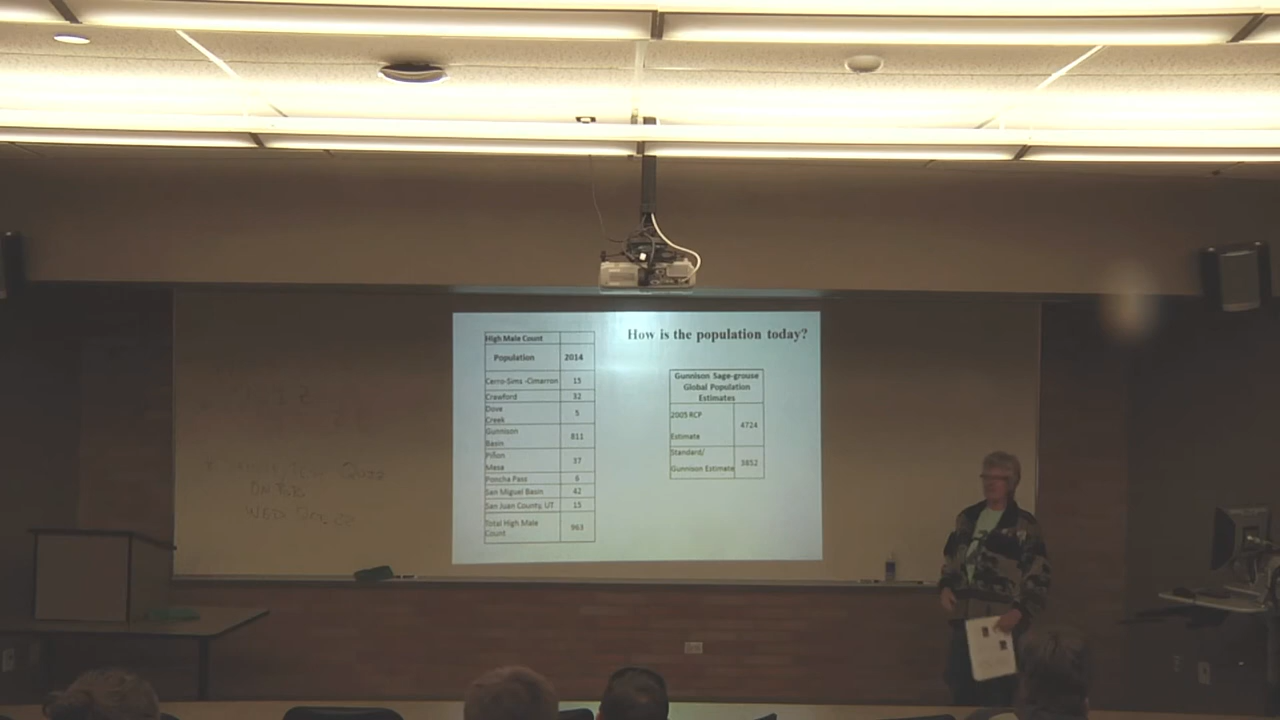 How is the population today?
High Male Count
Population 2014
Cerro-Sims -Cimarron 15
Crawford 32
Dove
Creek 5
Gunnison
Basin 811
Piñon
Mesa 37
Poncha Pass 6
San Miguel Basin 42
San Juan County, UT 15
Total High Male
Count 963
Gunnison Sage-grouse
Global Population
Estimates
2005 RCP
Estimate 4724
Standard/
Gunnison Estimate 3852
Quiz
WED